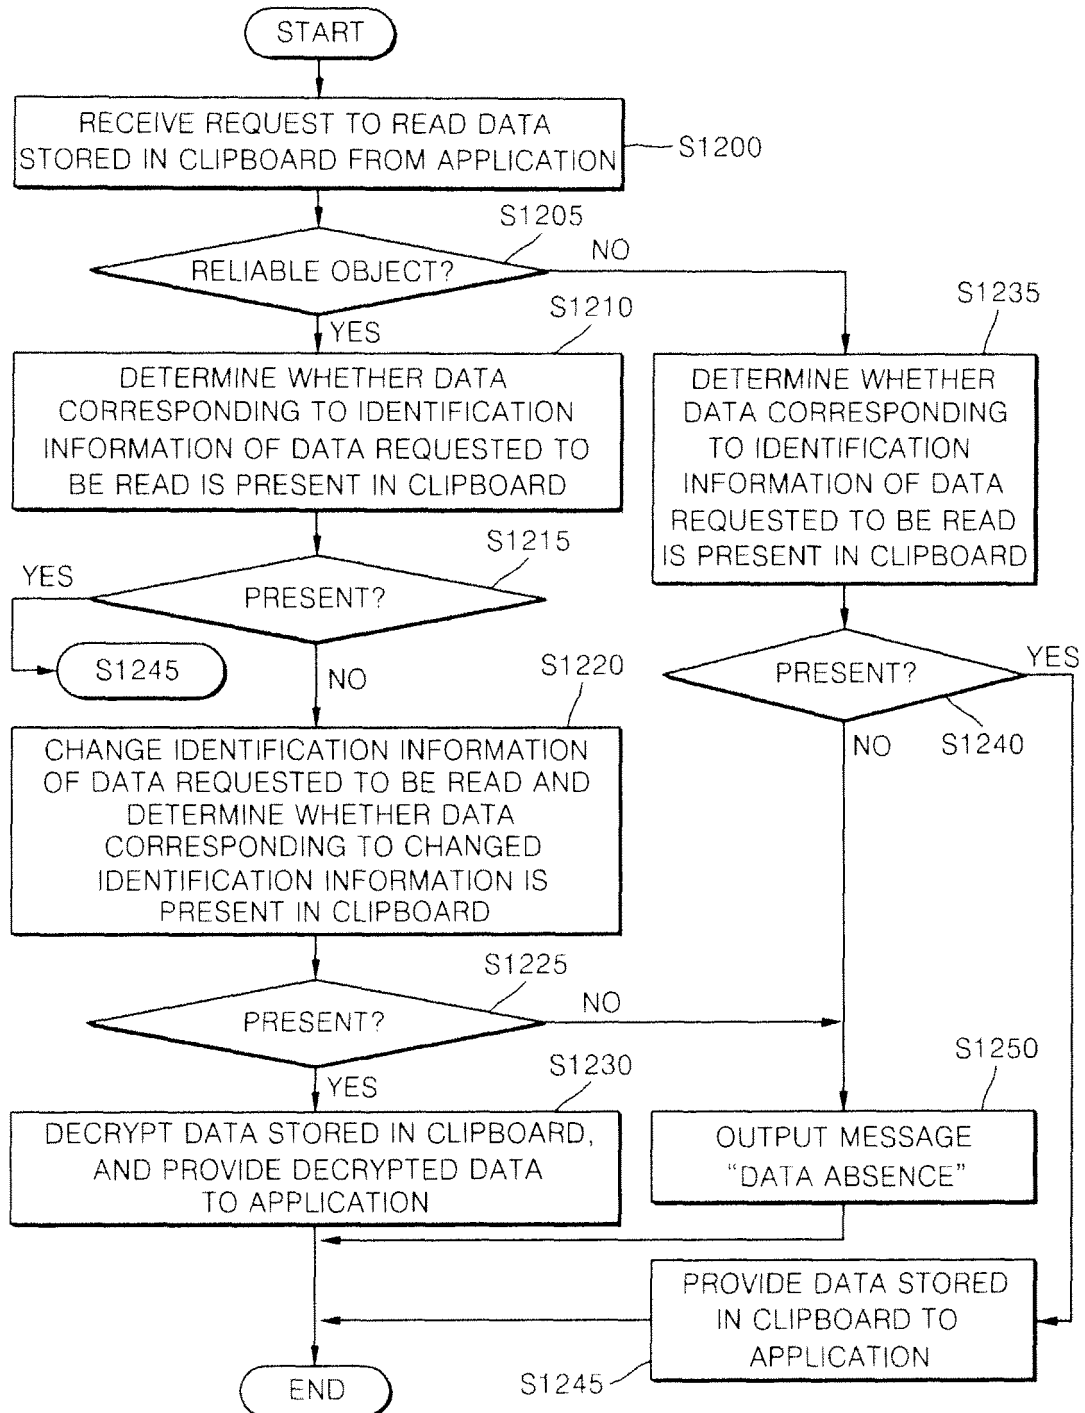 START
RECEIVE REQUEST TO READ DATA
STORED IN CLIPBOARD FROM APPLICATION
S1200
S1205
RELIABLE OBJECT?
NO
YES
S1210
DETERMINE WHETHER DATA
CORRESPONDING TO IDENTIFICATION
INFORMATION OF DATA REQUESTED TO
BE READ IS PRESENT IN CLIPBOARD
S1235
DETERMINE WHETHER
DATA CORRESPONDING
TO IDENTIFICATION
INFORMATION OF DATA
REQUESTED TO BE READ
IS PRESENT IN CLIPBOARD
S1215
YES
PRESENT?
S1245
NO
PRESENT?
YES
S1240
NO
S1220
CHANGE IDENTIFICATION INFORMATION
OF DATA REQUESTED TO BE READ AND
DETERMINE WHETHER DATA
CORRESPONDING TO CHANGED
IDENTIFICATION INFORMATION IS
PRESENT IN CLIPBOARD
S1225
PRESENT?
NO
YES
S1230
DECRYPT DATA STORED IN CLIPBOARD,
AND PROVIDE DECRYPTED DATA
TO APPLICATION
S1250
OUTPUT MESSAGE
“DATA ABSENCE”
PROVIDE DATA STORED
IN CLIPBOARD TO
APPLICATION
S1245
END